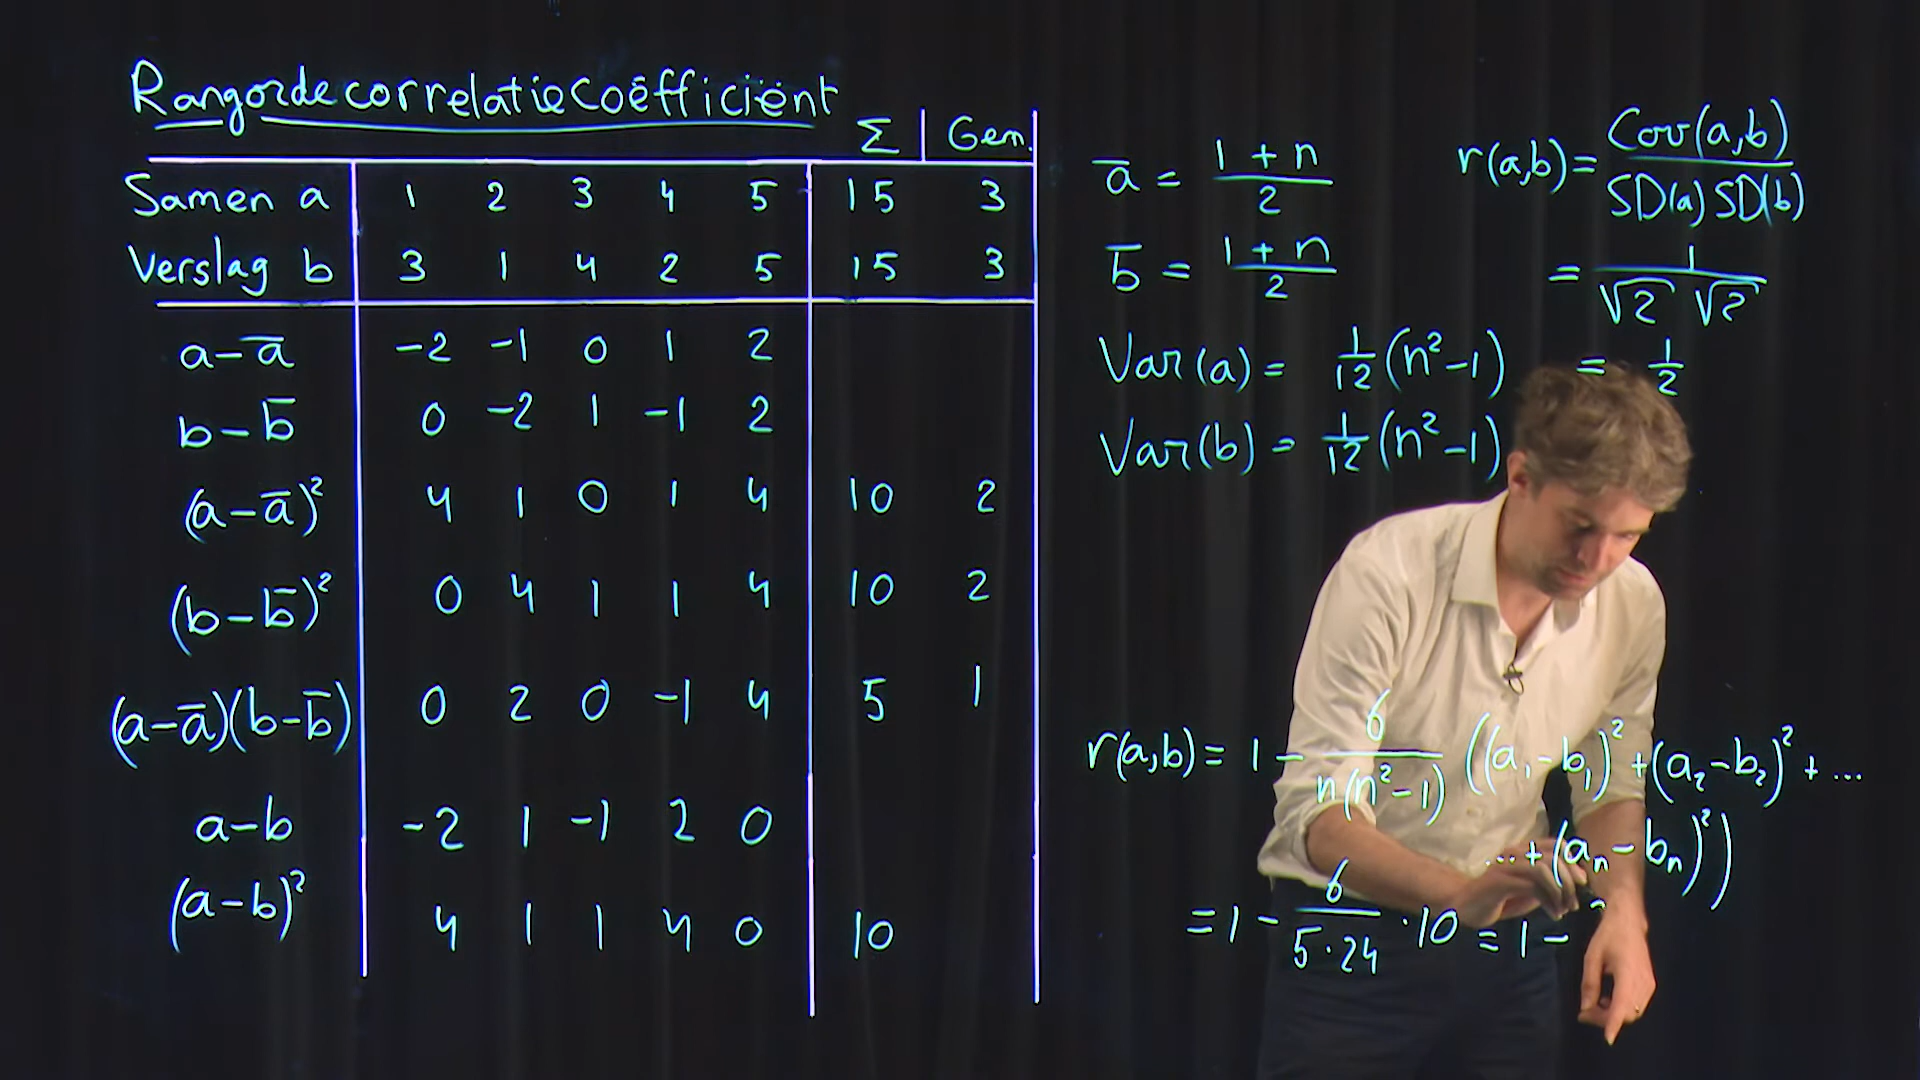 Rangordecorrelatiecoëfficiënt
Σ Gem.
Samen a 1 2 3 4 5 15 3
Verslag b 3 1 4 2 5 15 3
a-a̅ -2 -1 0 1 2
b-b̅ 0 -2 1 -1 2
(a-a̅)² 4 1 0 1 4 10 2
(b-b̅)² 0 4 1 1 4 10 2
(a-a̅)(b-b̅) 0 2 0 -1 4 5 1
a-b -2 1 -1 2 0
(a-b)² 4 1 1 4 0 10
a̅ = (1+n)/2
b̅ = (1+n)/2
Var(a) = 1/12 (n²-1)
Var(b) = 1/12 (n²-1)
r(a,b) = Cov(a,b) / SD(a) SD(b)
= 1 / √2 √2
= 1/2
r(a,b) = 1 - 6/n(n²-1) ((a₁-b₁)² + (a₂-b₂)² + ...
... + (aₙ-bₙ)²)
= 1 - 6/5·24 · 10 = 1 -